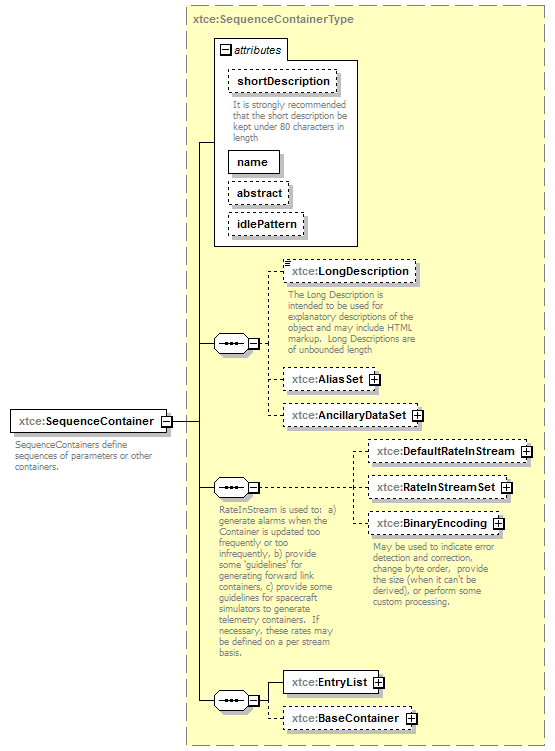 xtce:SequenceContainerType
attributes
shortDescription
It is strongly recommended
that the short description be
kept under 80 characters in
length
name
abstract
idlePattern
xtce:LongDescription
The Long Description is
intended to be used for
explanatory descriptions of the
object and may include HTML
markup.  Long Descriptions are
of unbounded length
xtce:AliasSet
xtce:AncillaryDataSet
xtce:SequenceContainer
SequenceContainers define
sequences of parameters or other
containers.
xtce:DefaultRateInStream
xtce:RateInStreamSet
xtce:BinaryEncoding
May be used to indicate error
detection and correction,
change byte order,  provide
the size (when it can't be
derived), or perform some
custom processing.
RateInStream is used to:  a)
generate alarms when the
Container is updated too
frequently or too
infrequently, b) provide
some 'guidelines' for
generating forward link
containers, c) provide some
guidelines for spacecraft
simulators to generate
telemetry containers.  If
necessary, these rates may
be defined on a per stream
basis.
xtce:EntryList
xtce:BaseContainer